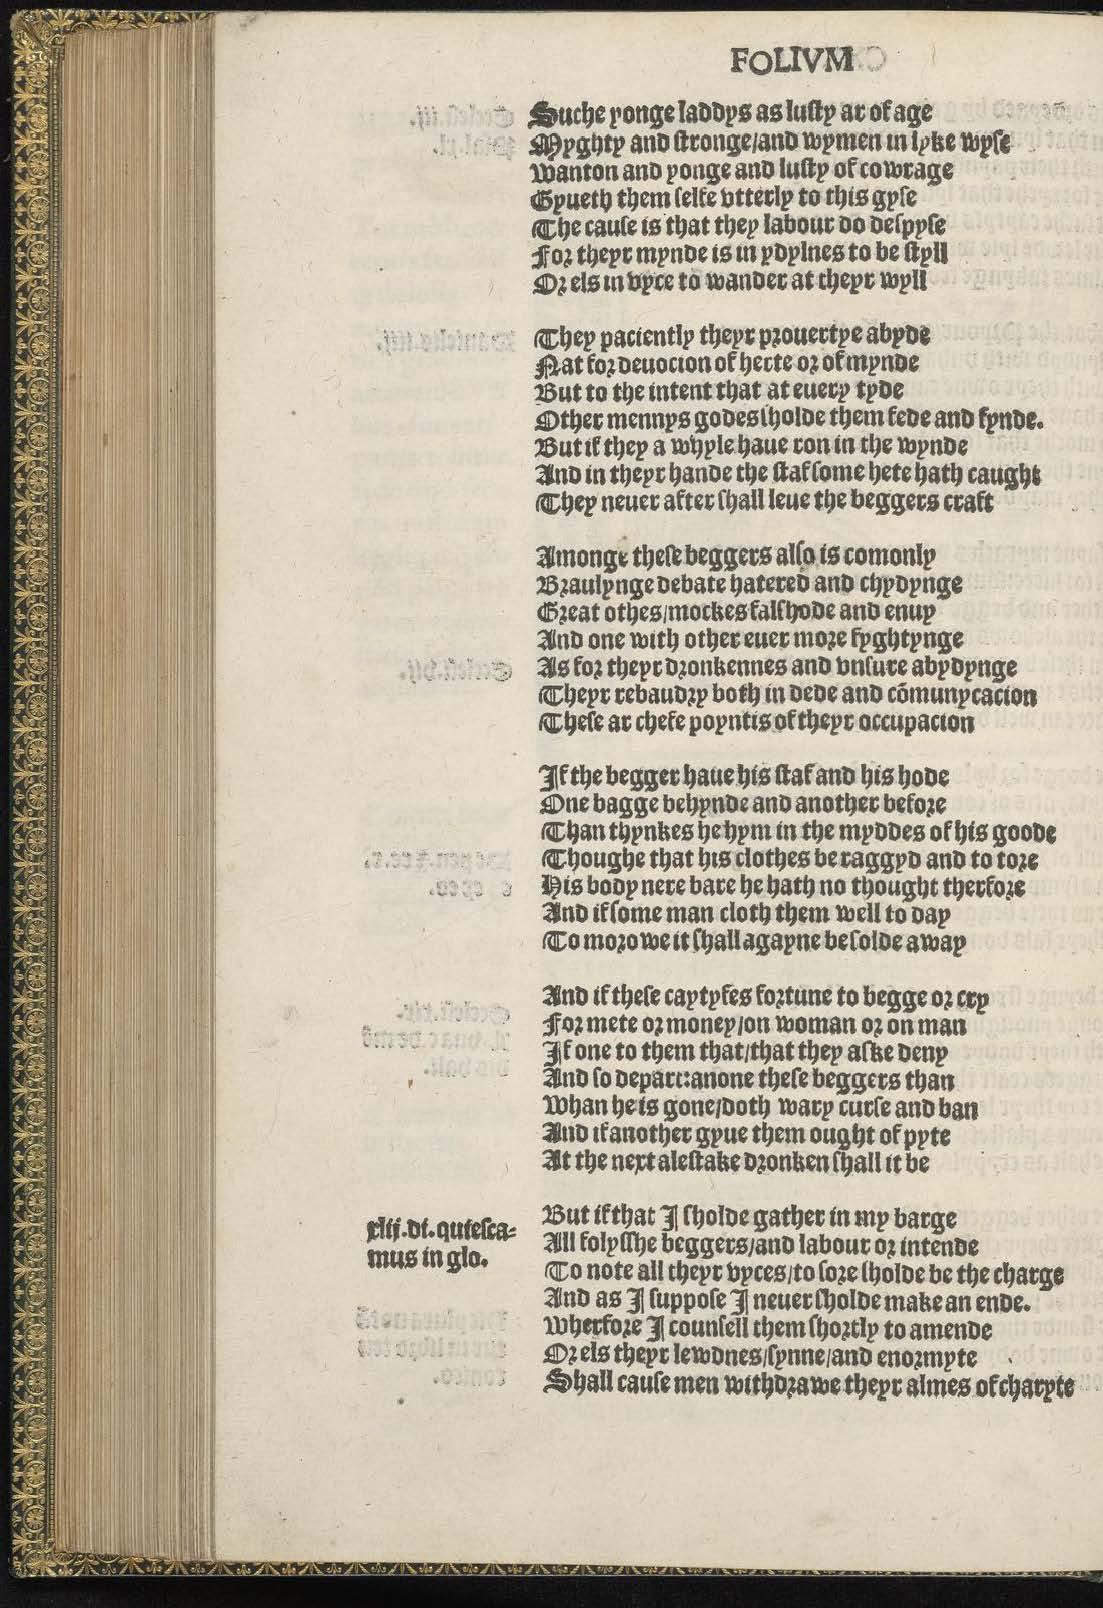 FOLIVM
Suche yonge laddys as lusty ar of age
Myghty and stronge/and wymen in lyke wyse
Wanton and yonge and lusty of cowrage
Gyueth them selfe vtterly to this gyse
The cause is that they labour do despyse
For theyr mynde is in ydylnes to be styll
Or els in vyce to wander at theyr wyll
They paciently theyr prouertye abyde
Nat for deuocion of herte or of mynde
But to the intent that at euery tyde
Other mennys godes sholde them fede and fynde.
But if they a whyle haue ron in the wynde
And in theyr hande the staf some hete hath caught
They neuer after shall leue the beggers craft
Amonge these beggers also is comonly
Braulynge debate hatered and chydynge
Great othes/mockes falshode and enuy
And one with other euer more fyghtynge
As for theyr dronkennes and vnsure abydynge
Theyr rebaudry both in dede and cōmunycacion
These ar chefe poyntis of theyr occupacion
If the begger haue his staf and his hode
One bagge behynde and another before
Than thynkes he hym in the myddes of his goode
Thoughe that his clothes be raggyd and to tore
His body nere bare he hath no thought therfore
And if some man cloth them well to day
To morowe it shall agayne be solde away
And if these caytyfes fortune to begge or cry
For mete or money/on woman or on man
If one to them that/that they aske deny
And so depart:anone these beggers than
Whan he is gone/doth wary curse and ban
And if another gyue them ought of pyte
At the next alestake dronken shall it be
xlij.di.quiesca-
mus in glo.
But if that I sholde gather in my barge
All folysshe beggers/and labour or intende
To note all theyr vyces/to sore sholde be the charge
And as I suppose I neuer sholde make an ende.
Wherfore I counsell them shortly to amende
Or els theyr lewdnes/synne/and enormyte
Shall cause men withdrawe theyr almes of charyte